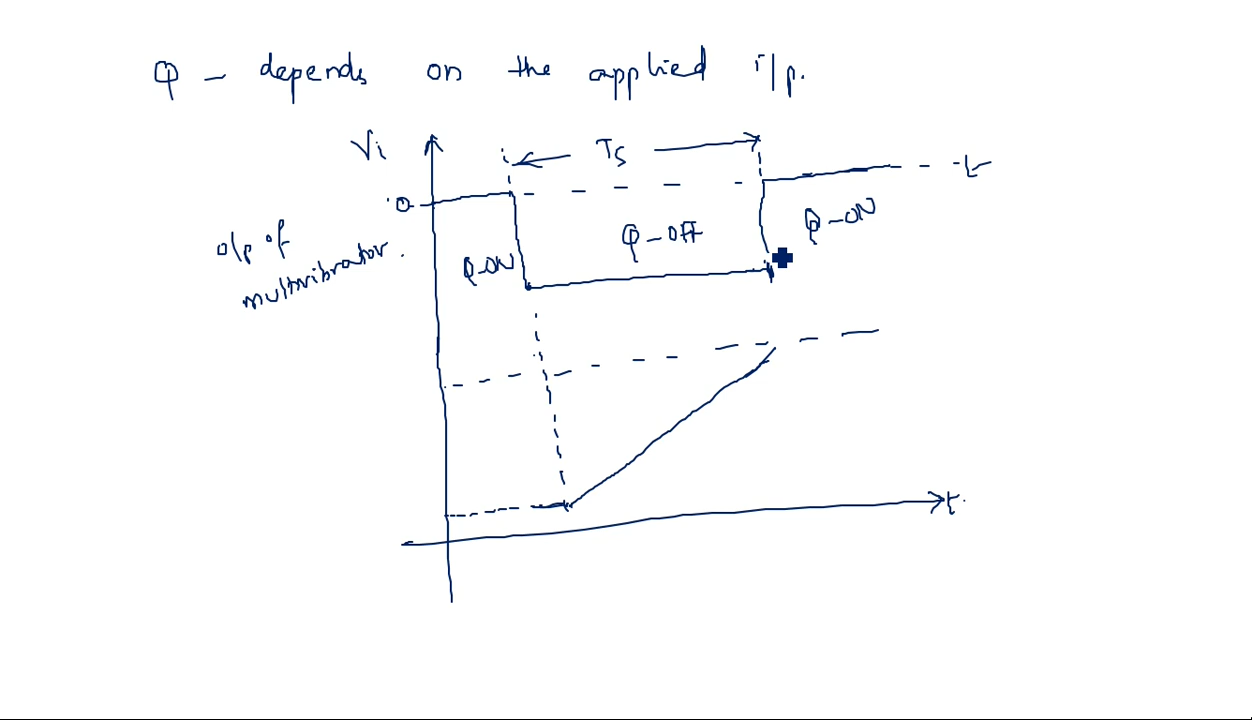 Q - depends on the applied i/p.
Vi
Ts
0
t
o/p of
multivibrator.
Q-ON
Q-OFF
Q-ON
t.